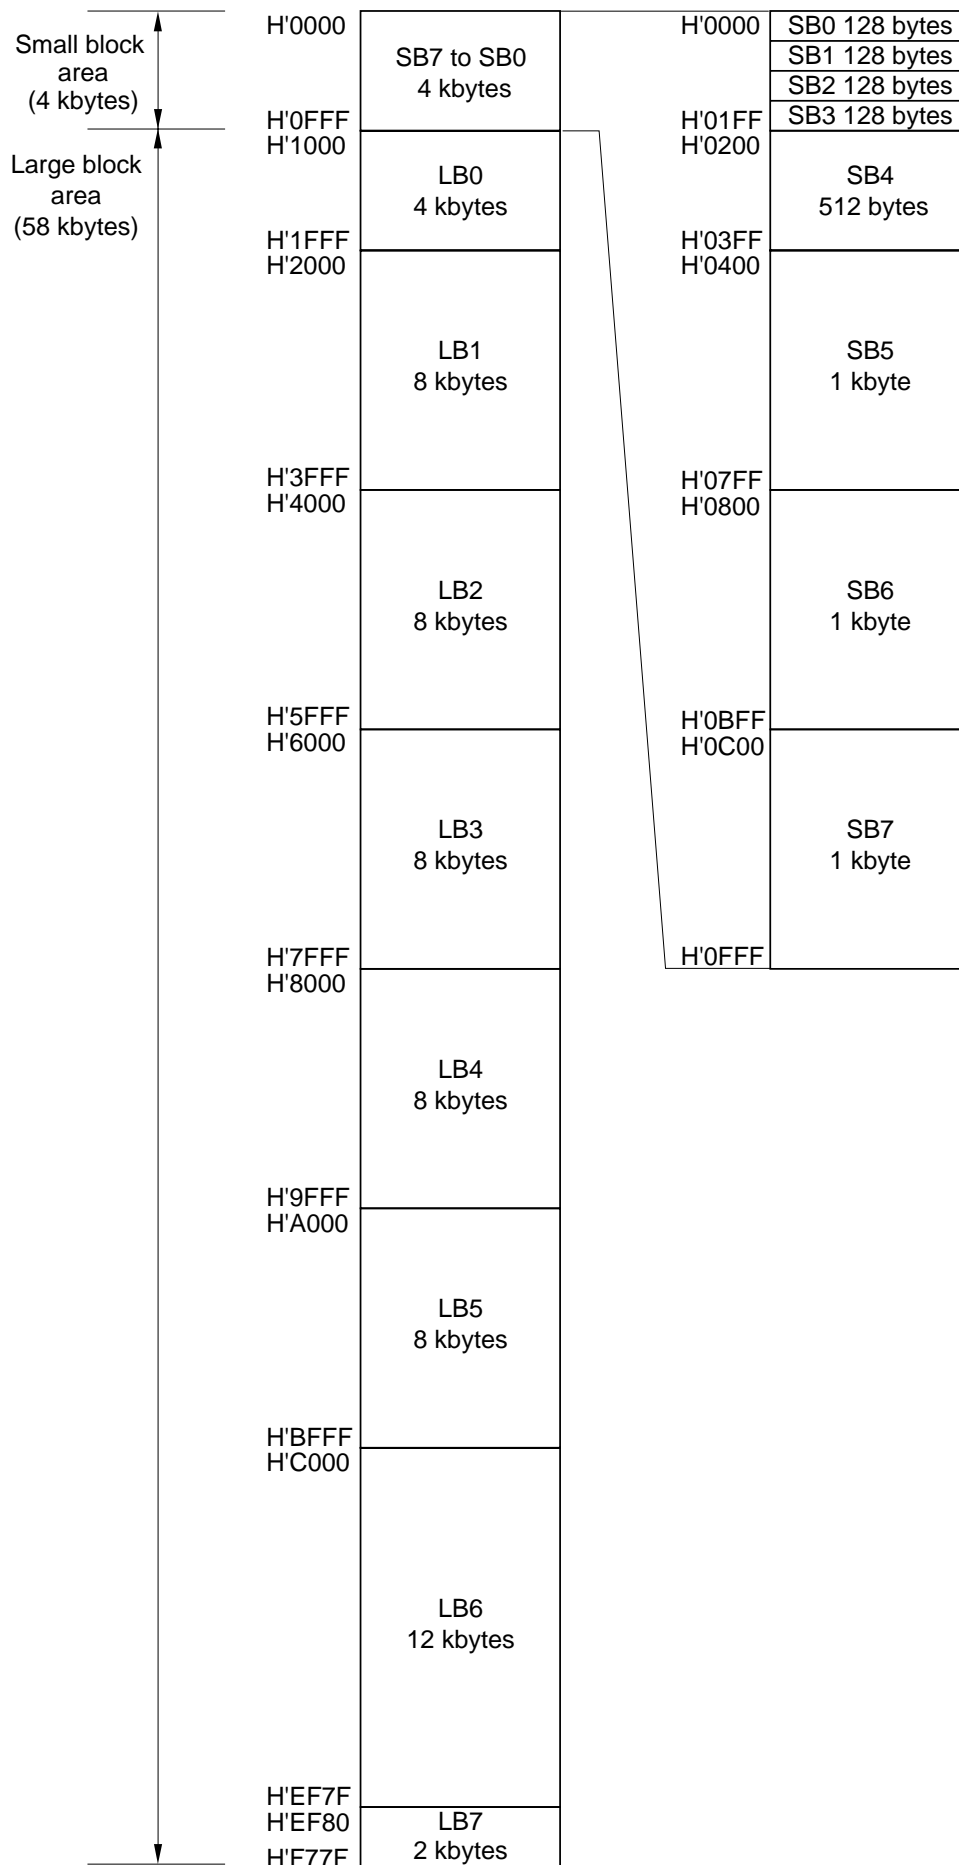 Small block
area
(4 kbytes)
Large block
area
(58 kbytes)
H'0000
SB7 to SB0
4 kbytes
H'0FFF
H'1000
LB0
4 kbytes
H'1FFF
H'2000
LB1
8 kbytes
H'3FFF
H'4000
LB2
8 kbytes
H'5FFF
H'6000
LB3
8 kbytes
H'7FFF
H'8000
LB4
8 kbytes
H'9FFF
H'A000
LB5
8 kbytes
H'BFFF
H'C000
LB6
12 kbytes
H'EF7F
H'EF80
LB7
2 kbytes
H'F77F
H'0000
SB0 128 bytes
SB1 128 bytes
SB2 128 bytes
SB3 128 bytes
H'01FF
H'0200
SB4
512 bytes
H'03FF
H'0400
SB5
1 kbyte
H'07FF
H'0800
SB6
1 kbyte
H'0BFF
H'0C00
SB7
1 kbyte
H'0FFF